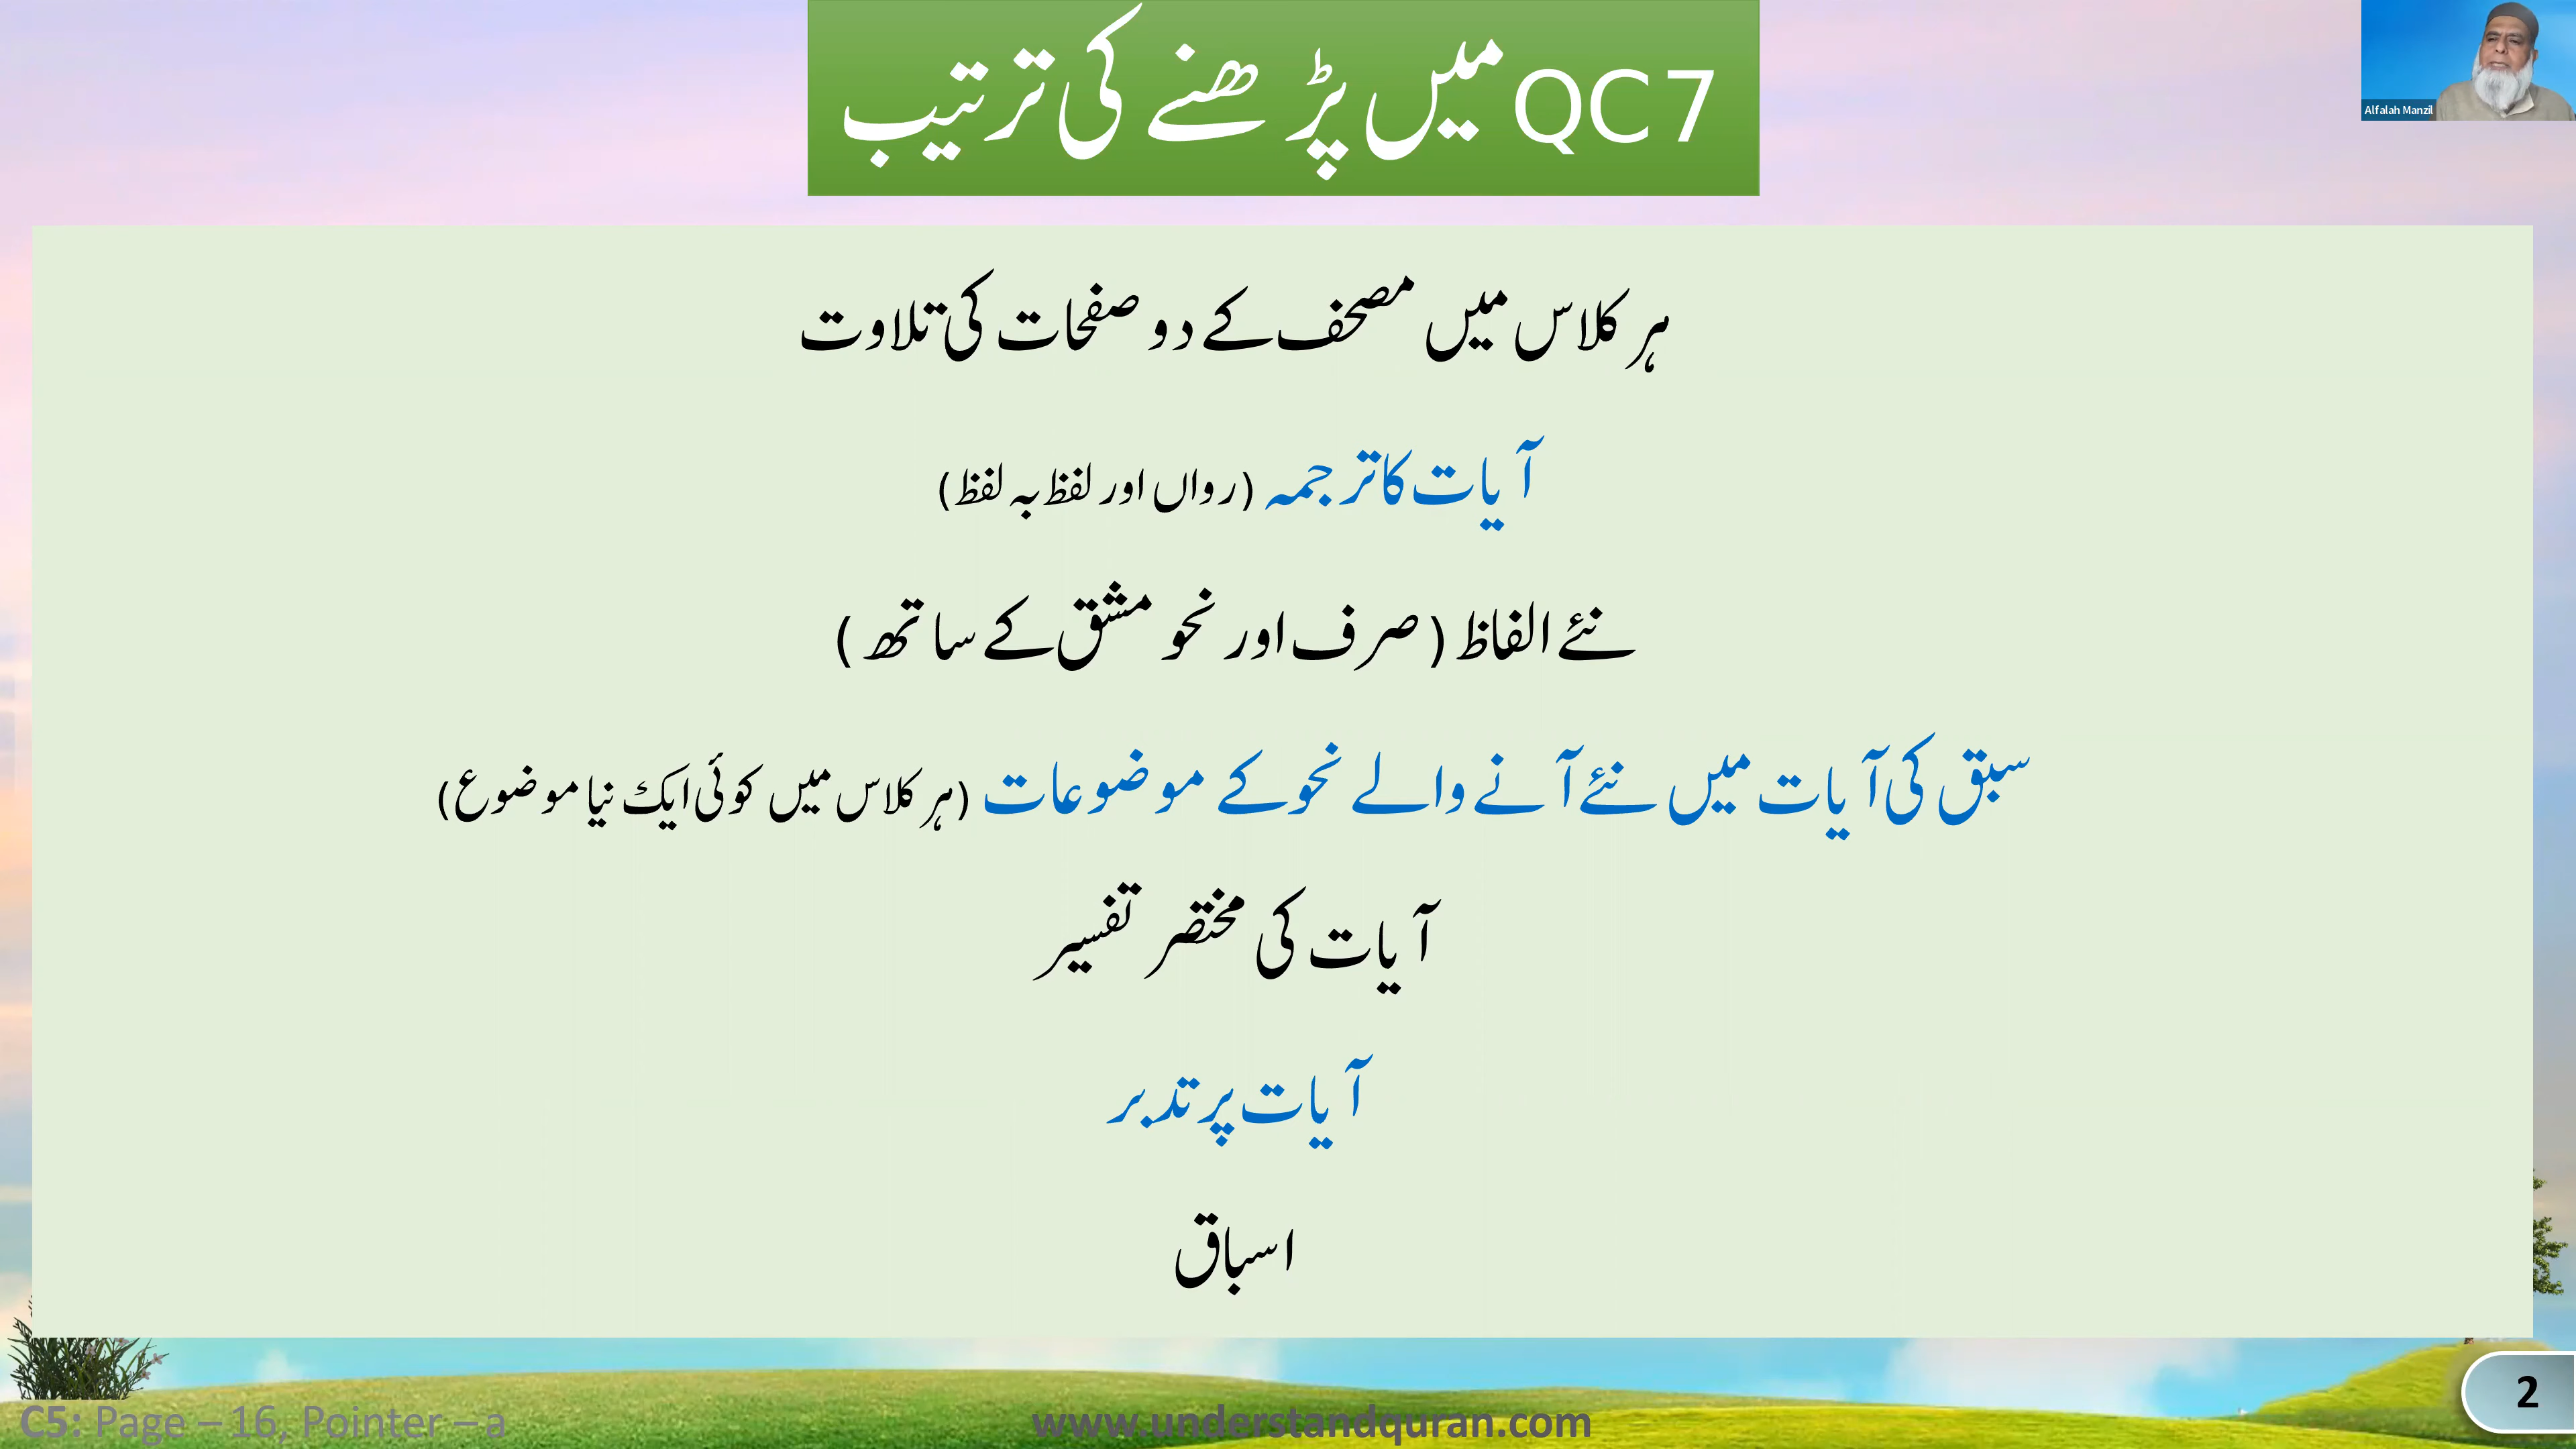 QC7 میں پڑھنے کی ترتیب
Alfalah Manzil
ہر کلاس میں مصحف کے دو صفحات کی تلاوت
آیات کا ترجمہ (رواں اور لفظ بہ لفظ)
نئے الفاظ (صرف اور نحو مشق کے ساتھ)
سبق کی آیات میں نئے آنے والے نحو کے موضوعات (ہر کلاس میں کوئی ایک نیا موضوع)
آیات کی مختصر تفسیر
آیات پر تدبر
اسباق
2
C5: Page – 16, Pointer – a
www.understandquran.com